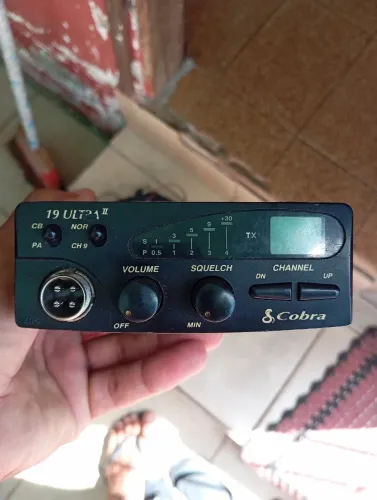 19 ULTRA II
CB NOR
PA CH 9
S 1 3 5 9 +30
P 0.5 1 2 3 4
TX
VOLUME
OFF
SQUELCH
MIN
CHANNEL
DN UP
Cobra